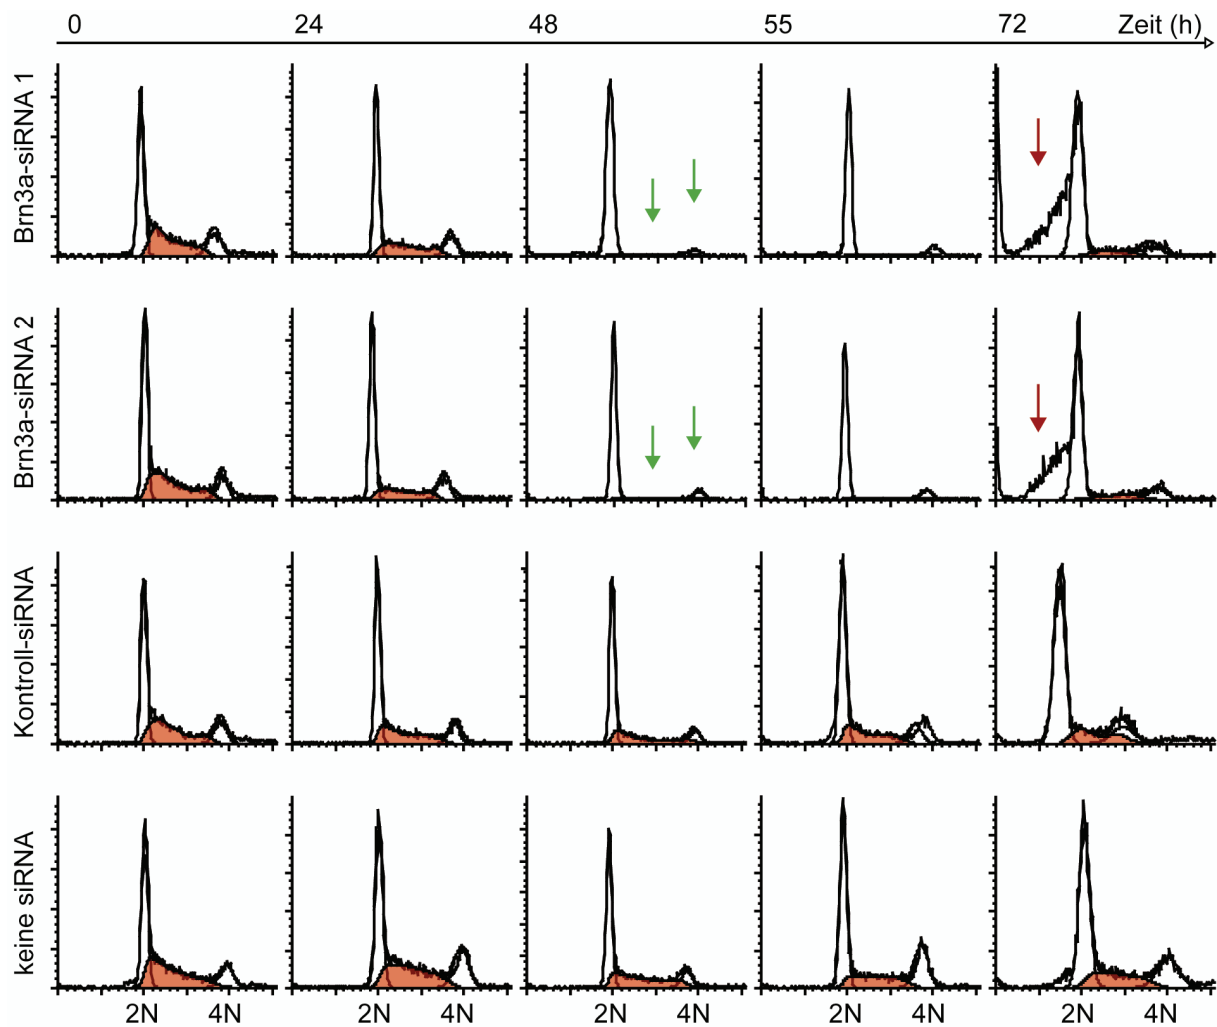 0 24 48 55 72 Zeit (h)
Brn3a-siRNA 1
Brn3a-siRNA 2
Kontroll-siRNA
keine siRNA
2N 4N 2N 4N 2N 4N 2N 4N 2N 4N